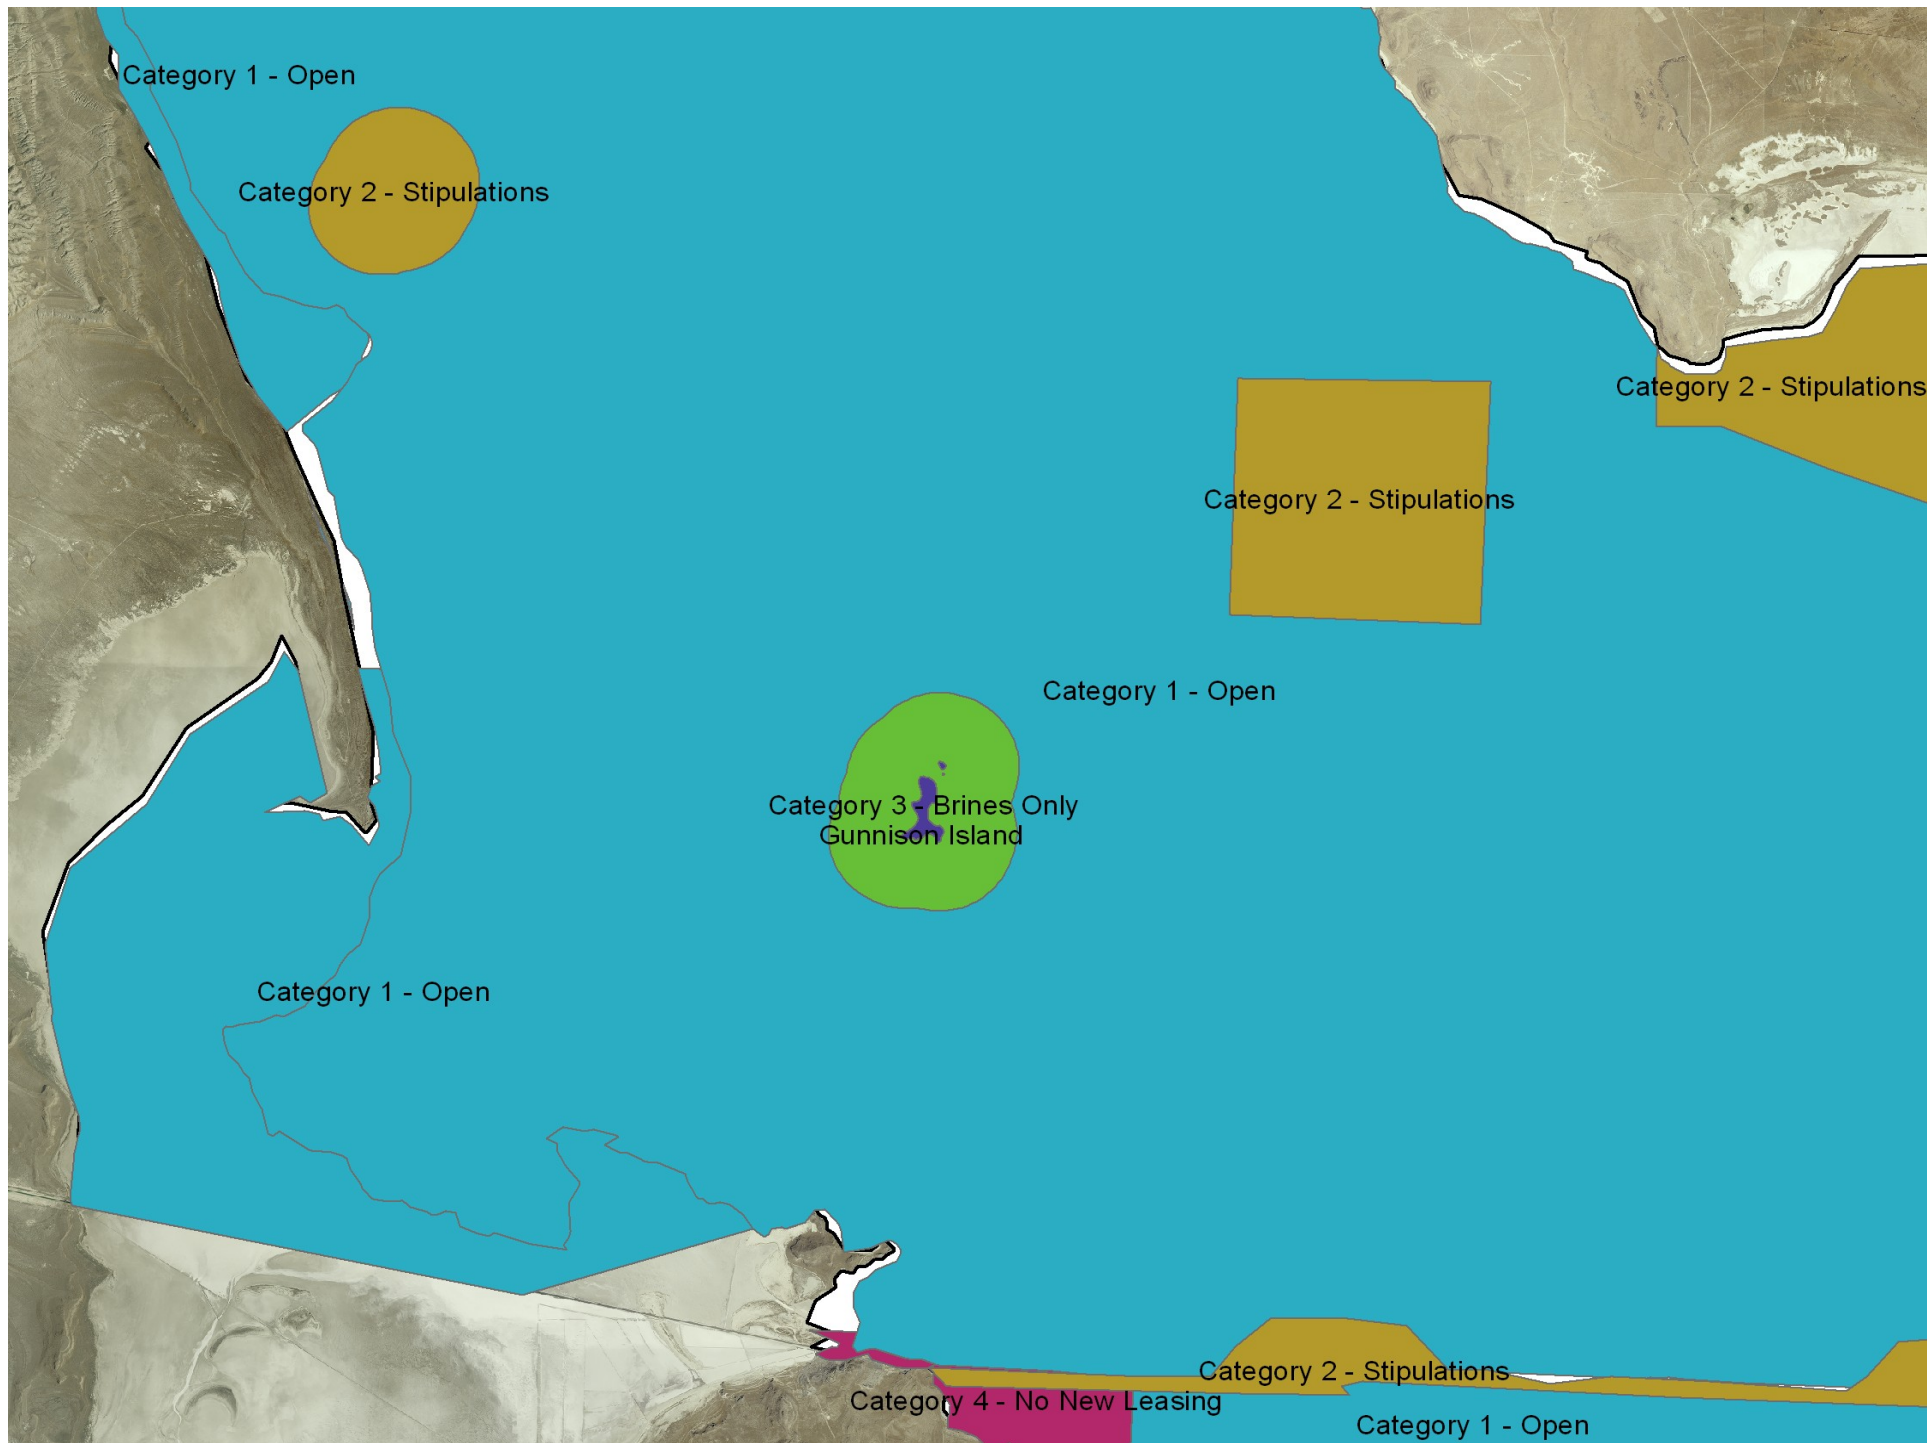 Category 1 - Open
Category 2 - Stipulations
Category 2 - Stipulations
Category 2 - Stipulations
Category 1 - Open
Category 3 - Brines Only
Gunnison Island
Category 1 - Open
Category 2 - Stipulations
Category 4 - No New Leasing
Category 1 - Open